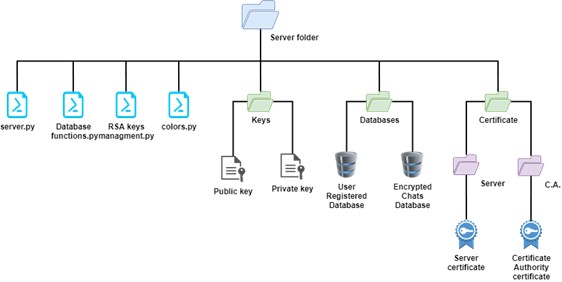 Server folder
server.py
Database
functions.py
RSA keys
managment.py
colors.py
Keys
Databases
Certificate
Public key
Private key
User
Registered
Database
Encrypted
Chats
Database
Server
C.A.
Server
certificate
Certificate
Authority
certificate